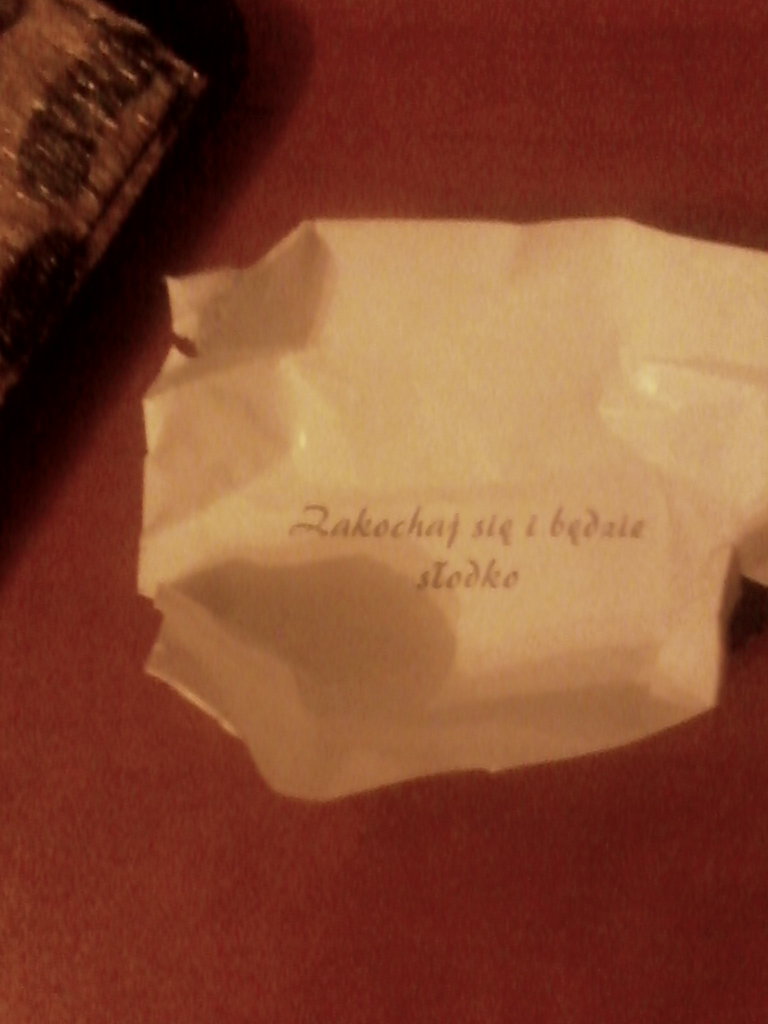 Zakochaj się i będzie
słodko